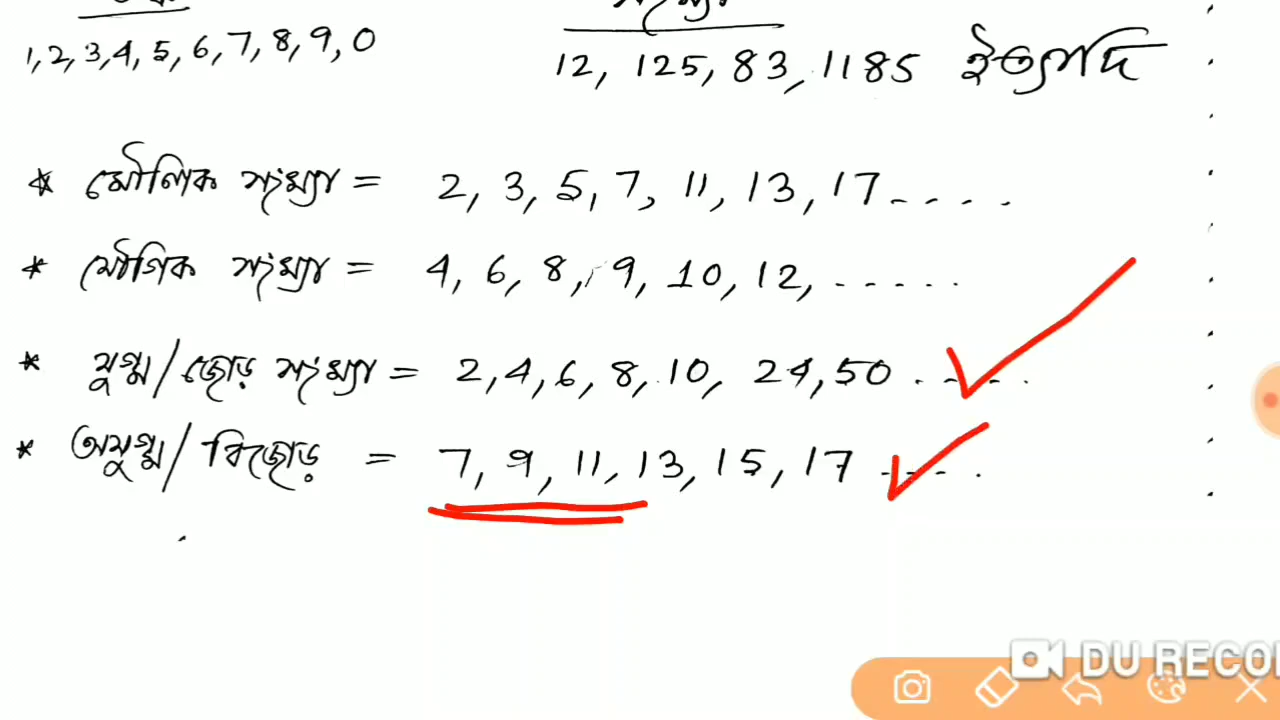 সংখ্যা
1, 2, 3, 4, 5, 6, 7, 8, 9, 0
12, 125, 83, 1185 ইত্যাদি
* মৌলিক সংখ্যা = 2, 3, 5, 7, 11, 13, 17 - - - -
* যৌগিক সংখ্যা = 4, 6, 8, 9, 10, 12, - - - - -
* যুগ্ম/জোড় সংখ্যা = 2, 4, 6, 8, 10, 24, 50 - - - -
* অযুগ্ম/বিজোড় = 7, 9, 11, 13, 15, 17 - - - -
DU RECO